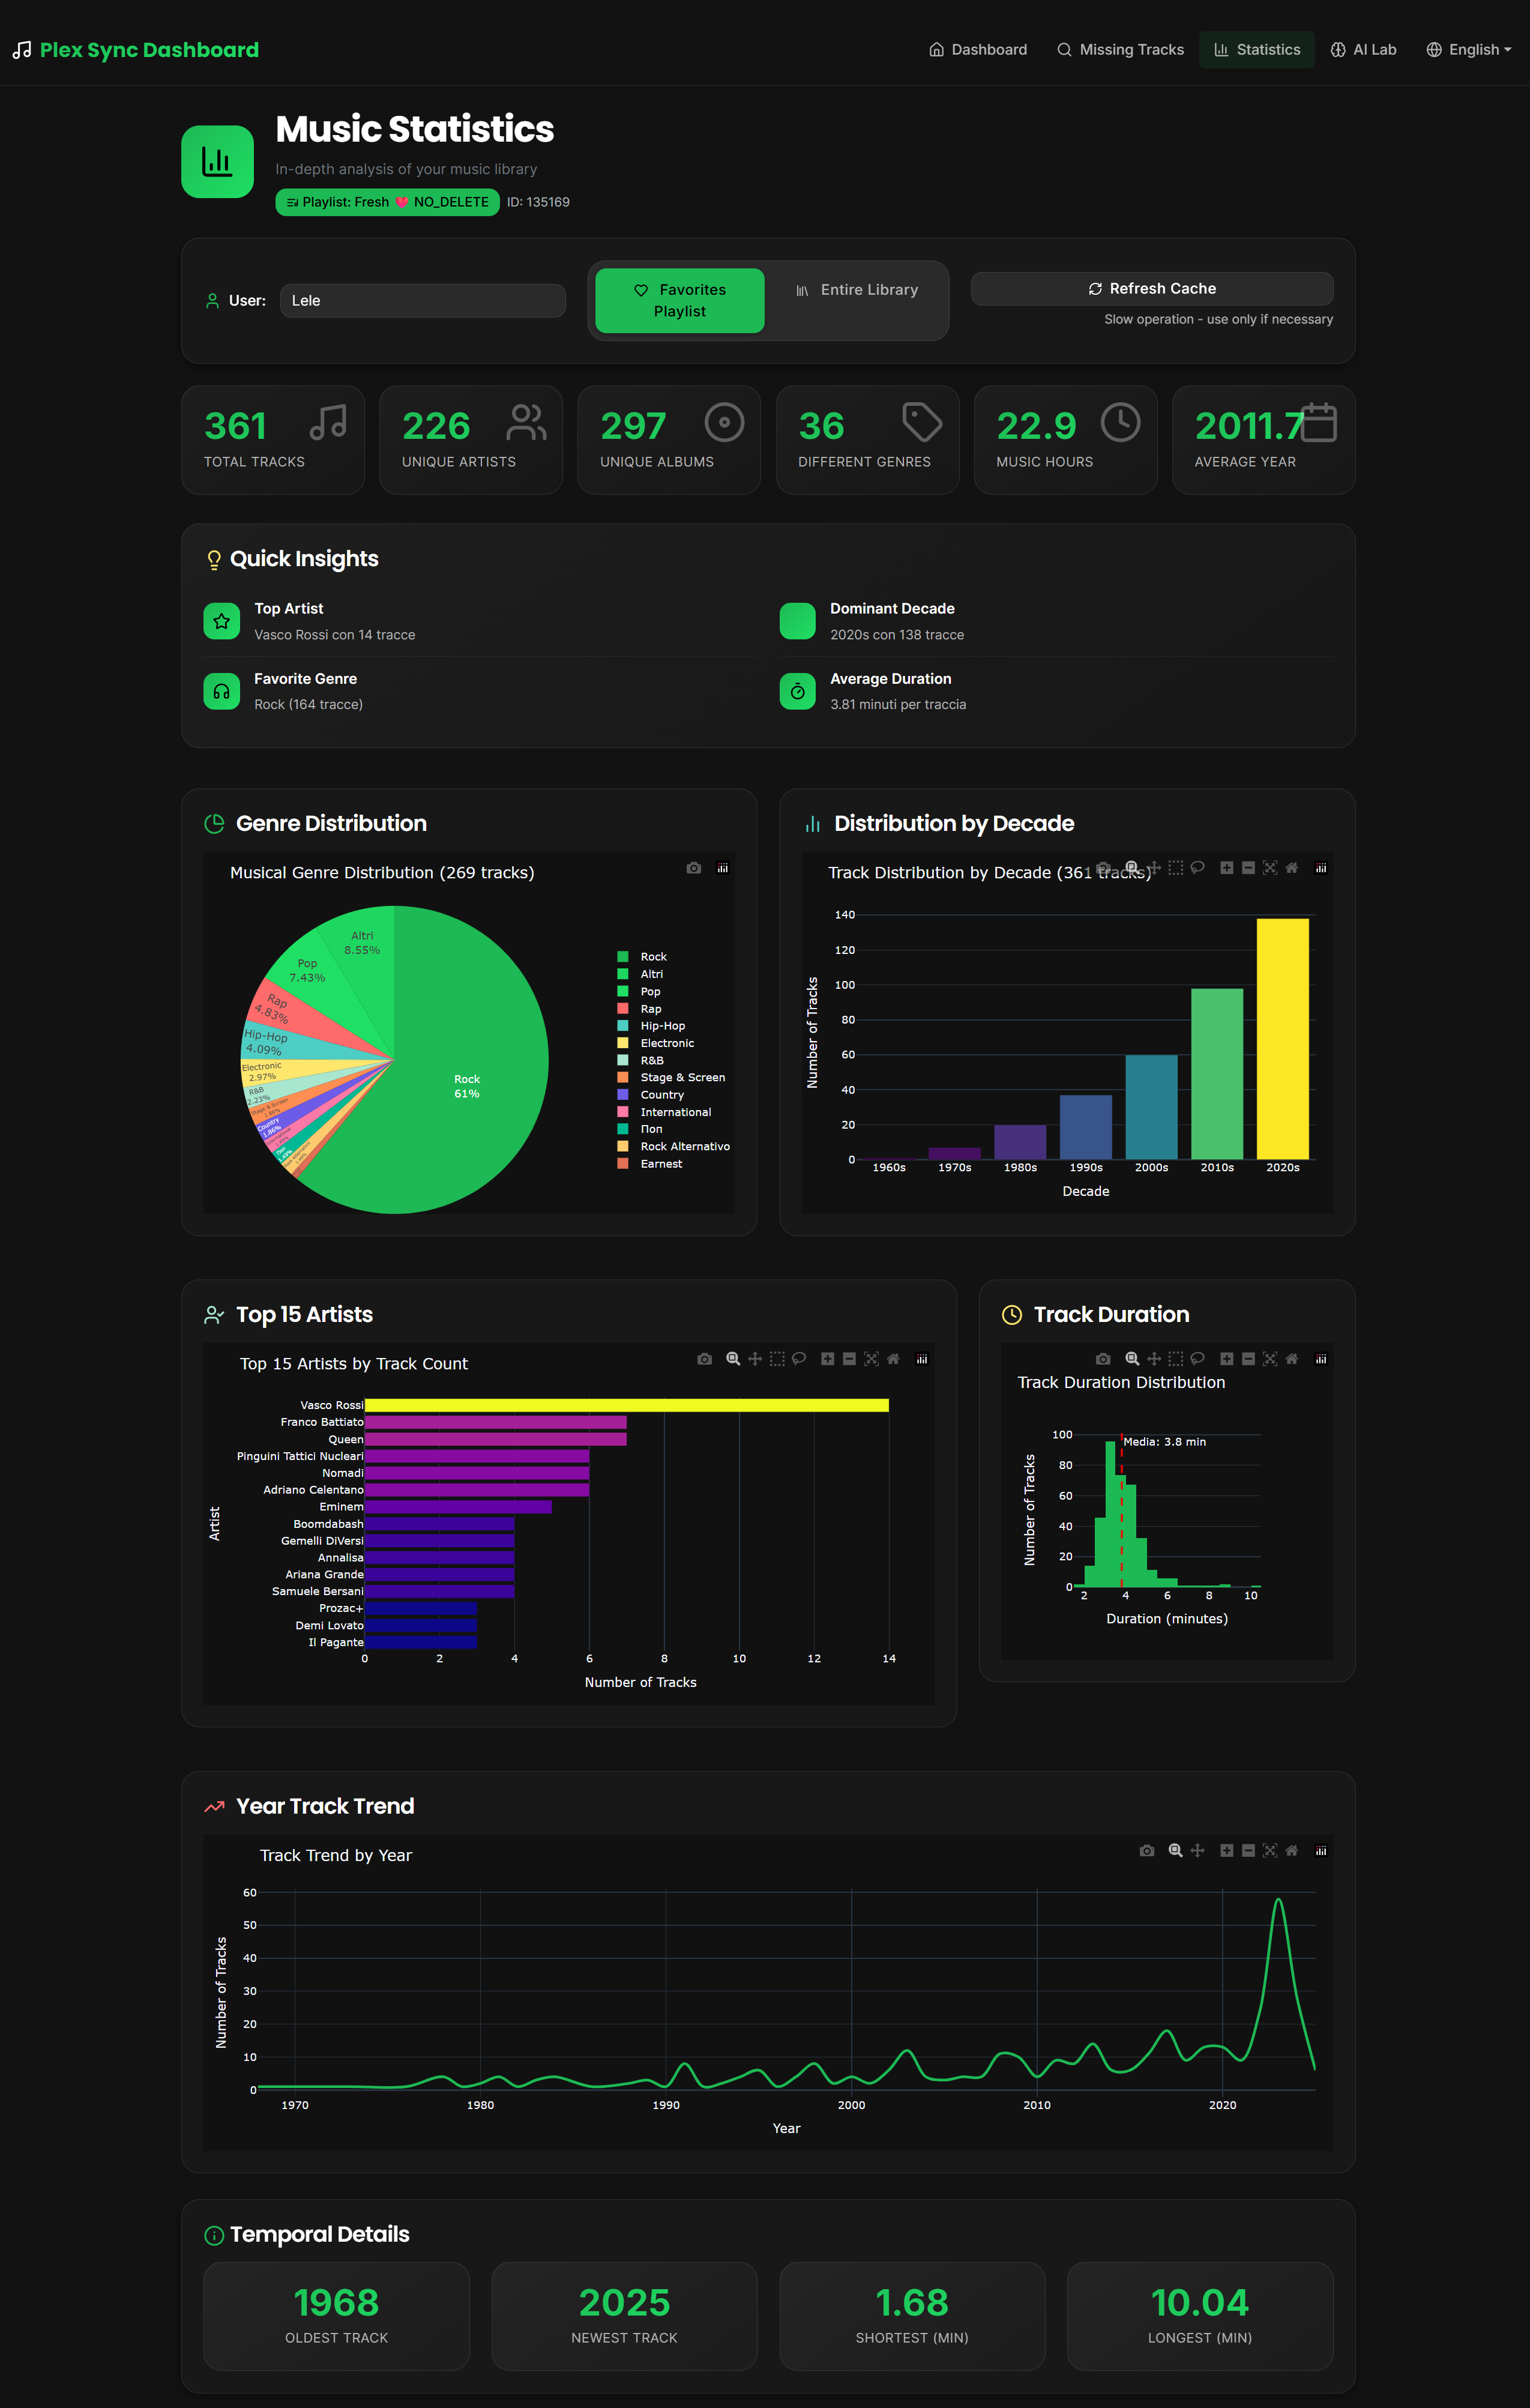 Plex Sync Dashboard
Dashboard
Missing Tracks
Statistics
AI Lab
English
Music Statistics
In-depth analysis of your music library
Playlist: Fresh ❤️ NO_DELETE
ID: 135169
User:
Lele
Favorites
Playlist
Entire Library
Refresh Cache
Slow operation - use only if necessary
361
TOTAL TRACKS
226
UNIQUE ARTISTS
297
UNIQUE ALBUMS
36
DIFFERENT GENRES
22.9
MUSIC HOURS
2011.7
AVERAGE YEAR
Quick Insights
Top Artist
Vasco Rossi con 14 tracce
Dominant Decade
2020s con 138 tracce
Favorite Genre
Rock (164 tracce)
Average Duration
3.81 minuti per traccia
Genre Distribution
Musical Genre Distribution (269 tracks)
Altri
8.55%
Pop
7.43%
Rap
4.83%
Hip-Hop
4.09%
Electronic
2.97%
R&B
2.23%
Stage & Screen
1.86%
Country
1.86%
Rock
61%
Rock
Altri
Pop
Rap
Hip-Hop
Electronic
R&B
Stage & Screen
Country
International
Поп
Rock Alternativo
Earnest
Distribution by Decade
Track Distribution by Decade (361 tracks)
Number of Tracks
140
120
100
80
60
40
20
0
1960s
1970s
1980s
1990s
2000s
2010s
2020s
Decade
Top 15 Artists
Top 15 Artists by Track Count
Artist
Vasco Rossi
Franco Battiato
Queen
Pinguini Tattici Nucleari
Nomadi
Adriano Celentano
Eminem
Boomdabash
Gemelli DiVersi
Annalisa
Ariana Grande
Samuele Bersani
Prozac+
Demi Lovato
Il Pagante
0
2
4
6
8
10
12
14
Number of Tracks
Track Duration
Track Duration Distribution
Media: 3.8 min
Number of Tracks
100
80
60
40
20
0
2
4
6
8
10
Duration (minutes)
Year Track Trend
Track Trend by Year
Number of Tracks
60
50
40
30
20
10
0
1970
1980
1990
2000
2010
2020
Year
Temporal Details
1968
OLDEST TRACK
2025
NEWEST TRACK
1.68
SHORTEST (MIN)
10.04
LONGEST (MIN)